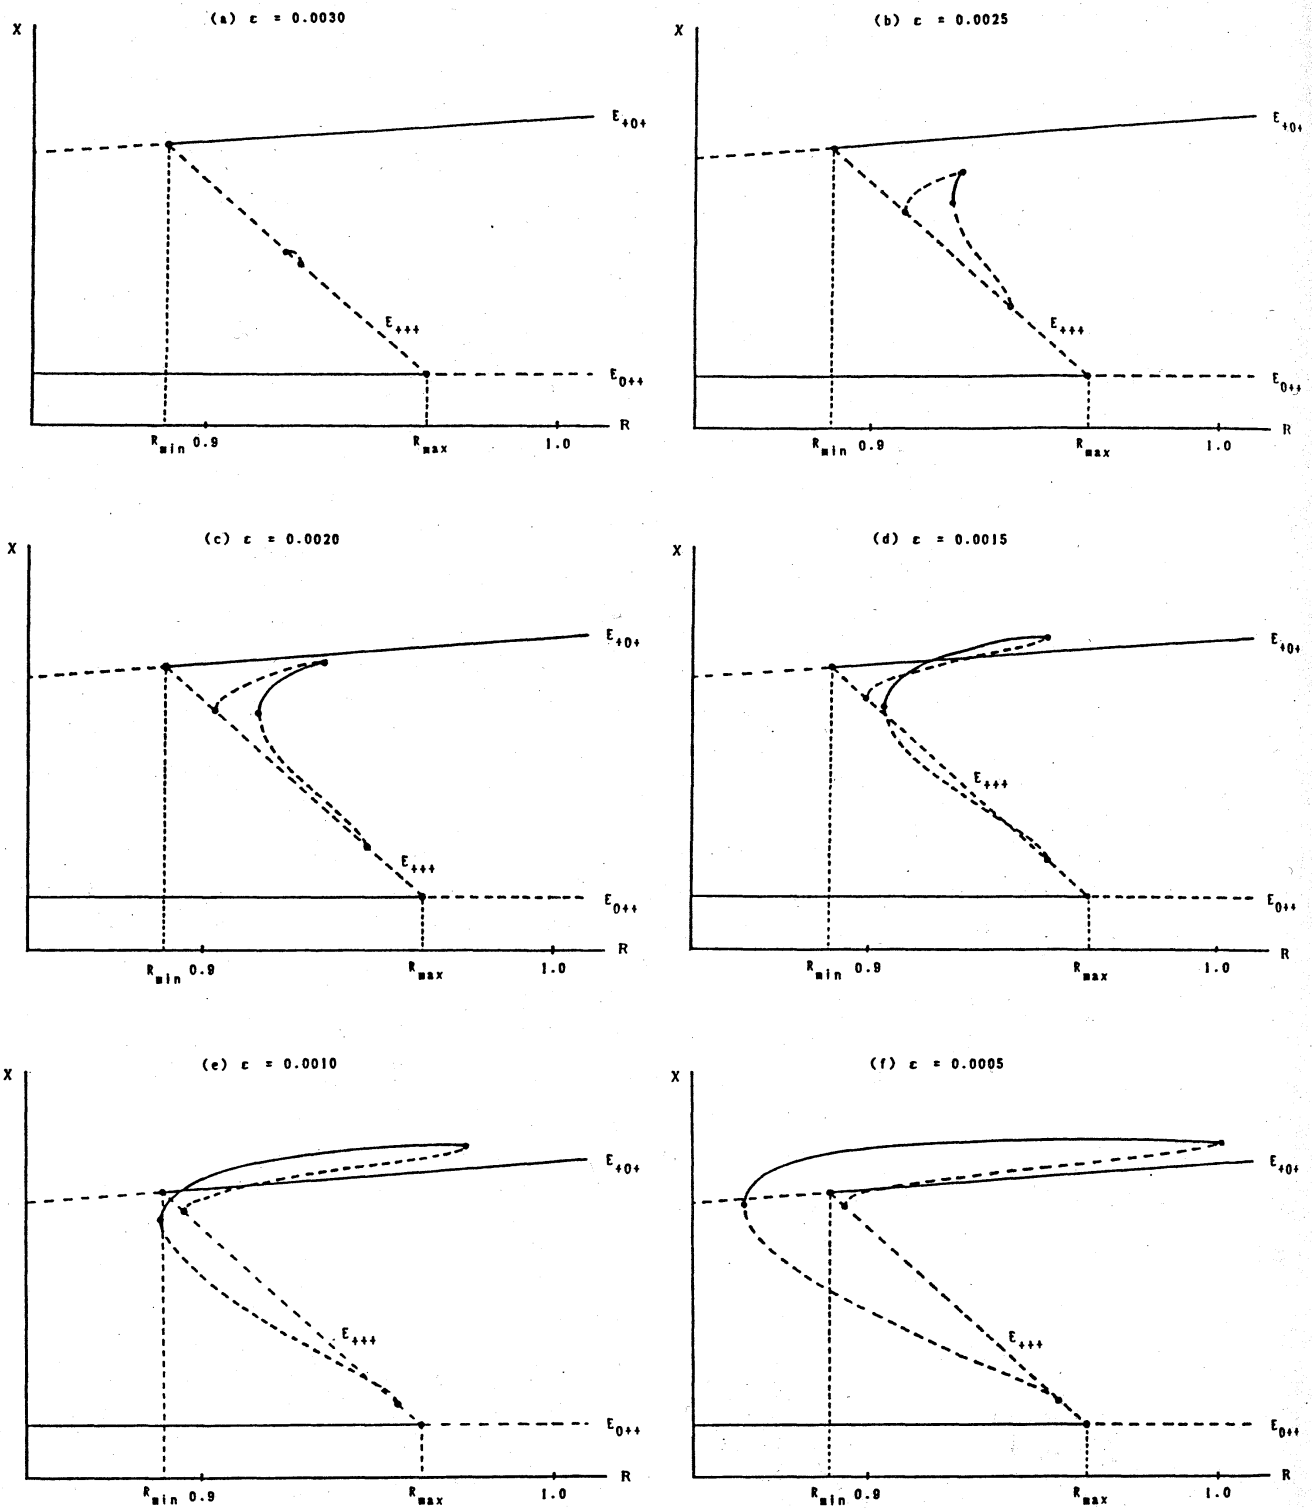 (a) ε = 0.0030
X
E+0+
E+++
E0++
R
Rmin 0.9
Rmax
1.0
(b) ε = 0.0025
X
E+0+
E+++
E0++
R
Rmin 0.9
Rmax
1.0
(c) ε = 0.0020
X
E+0+
E+++
E0++
R
Rmin 0.9
Rmax
1.0
(d) ε = 0.0015
X
E+0+
E+++
E0++
R
Rmin 0.9
Rmax
1.0
(e) ε = 0.0010
X
E+0+
E+++
E0++
R
Rmin 0.9
Rmax
1.0
(f) ε = 0.0005
X
E+0+
E+++
E0++
R
Rmin 0.9
Rmax
1.0